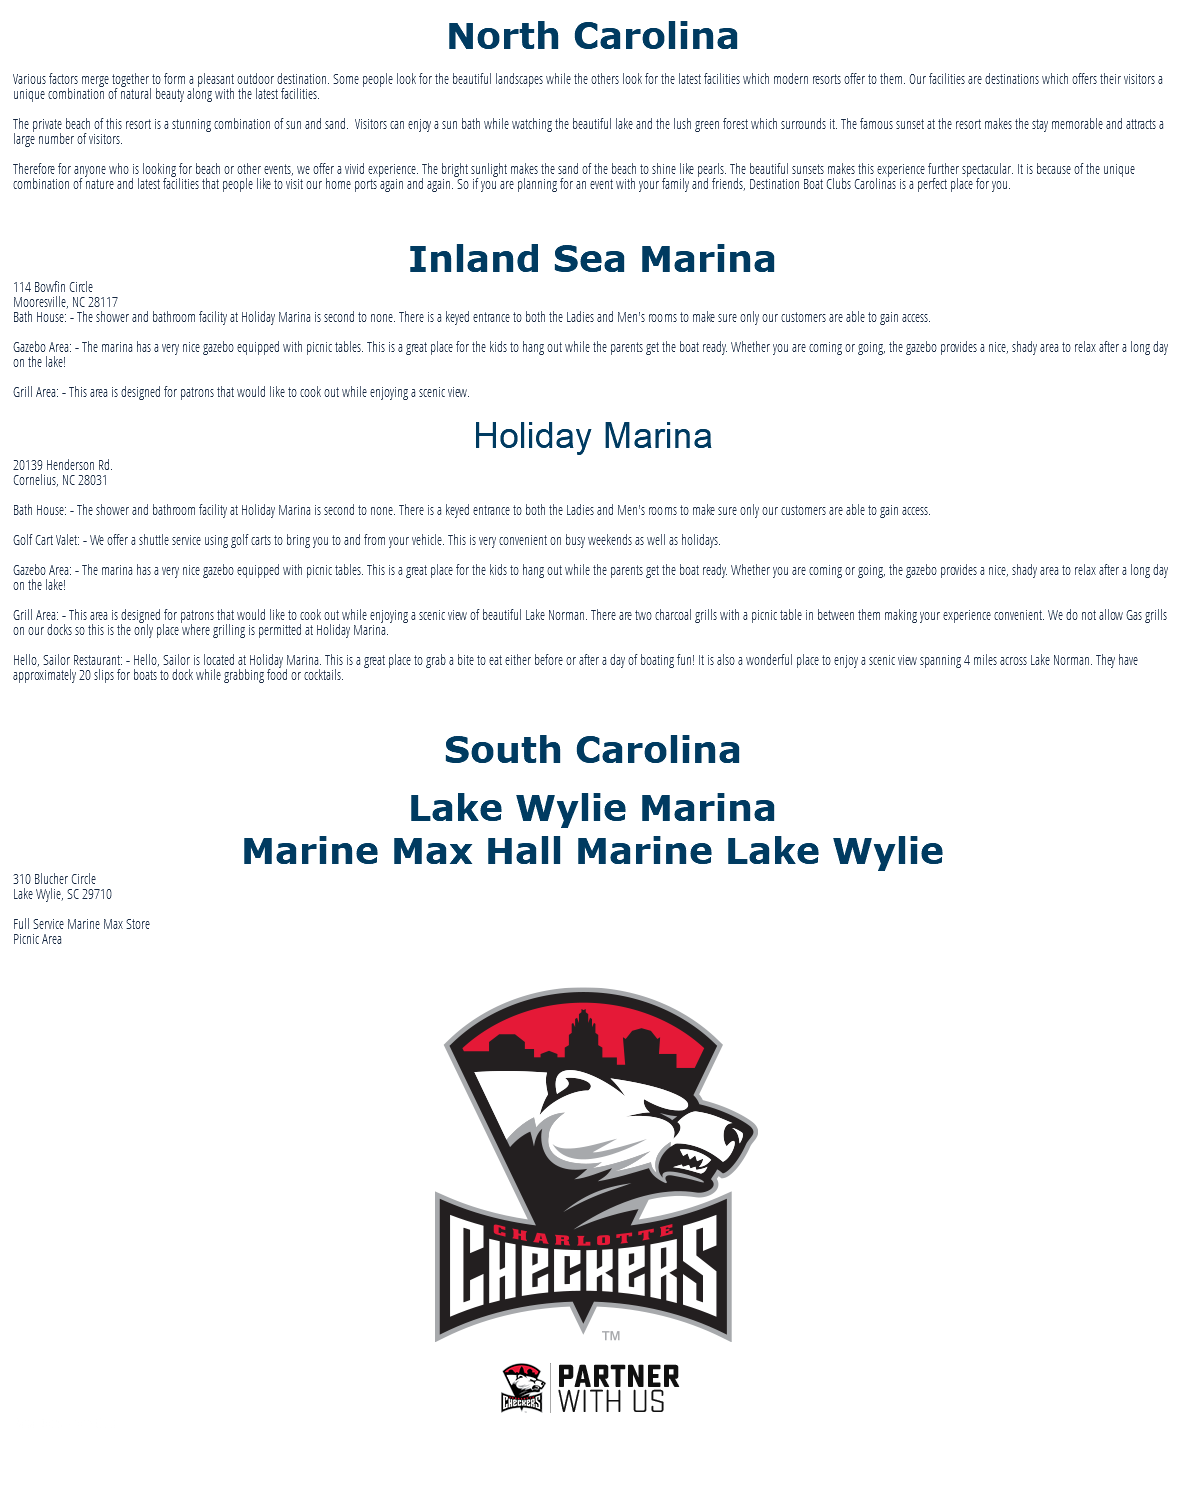 North Carolina
Various factors merge together to form a pleasant outdoor destination. Some people look for the beautiful landscapes while the others look for the latest facilities which modern resorts offer to them. Our facilities are destinations which offers their visitors a
unique combination of natural beauty along with the latest facilities.
The private beach of this resort is a stunning combination of sun and sand.  Visitors can enjoy a sun bath while watching the beautiful lake and the lush green forest which surrounds it. The famous sunset at the resort makes the stay memorable and attracts a
large number of visitors.
Therefore for anyone who is looking for beach or other events, we offer a vivid experience. The bright sunlight makes the sand of the beach to shine like pearls. The beautiful sunsets makes this experience further spectacular. It is because of the unique
combination of nature and latest facilities that people like to visit our home ports again and again. So if you are planning for an event with your family and friends, Destination Boat Clubs Carolinas is a perfect place for you.
Inland Sea Marina
114 Bowfin Circle
Mooresville, NC 28117
Bath House: - The shower and bathroom facility at Holiday Marina is second to none. There is a keyed entrance to both the Ladies and Men's rooms to make sure only our customers are able to gain access.
Gazebo Area: - The marina has a very nice gazebo equipped with picnic tables. This is a great place for the kids to hang out while the parents get the boat ready. Whether you are coming or going, the gazebo provides a nice, shady area to relax after a long day
on the lake!
Grill Area: - This area is designed for patrons that would like to cook out while enjoying a scenic view.
Holiday Marina
20139 Henderson Rd.
Cornelius, NC 28031
Bath House: - The shower and bathroom facility at Holiday Marina is second to none. There is a keyed entrance to both the Ladies and Men's rooms to make sure only our customers are able to gain access.
Golf Cart Valet: - We offer a shuttle service using golf carts to bring you to and from your vehicle. This is very convenient on busy weekends as well as holidays.
Gazebo Area: - The marina has a very nice gazebo equipped with picnic tables. This is a great place for the kids to hang out while the parents get the boat ready. Whether you are coming or going, the gazebo provides a nice, shady area to relax after a long day
on the lake!
Grill Area: - This area is designed for patrons that would like to cook out while enjoying a scenic view of beautiful Lake Norman. There are two charcoal grills with a picnic table in between them making your experience convenient. We do not allow Gas grills
on our docks so this is the only place where grilling is permitted at Holiday Marina.
Hello, Sailor Restaurant: - Hello, Sailor is located at Holiday Marina. This is a great place to grab a bite to eat either before or after a day of boating fun! It is also a wonderful place to enjoy a scenic view spanning 4 miles across Lake Norman. They have
approximately 20 slips for boats to dock while grabbing food or cocktails.
South Carolina
Lake Wylie Marina
Marine Max Hall Marine Lake Wylie
310 Blucher Circle
Lake Wylie, SC 29710
Full Service Marine Max Store
Picnic Area
CHARLOTTE
CHECKERS
TM
CHECKERS
PARTNER
WITH US